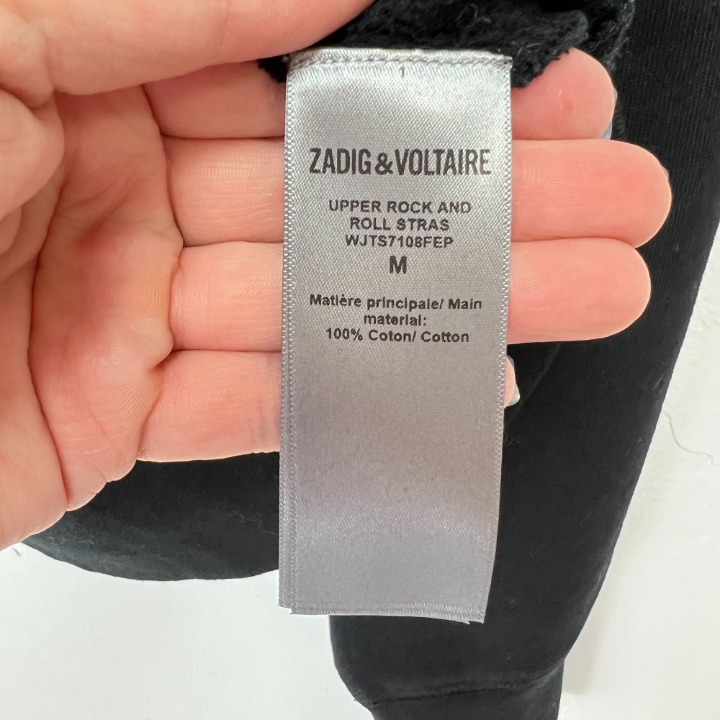 ZADIG & VOLTAIRE
UPPER ROCK AND
ROLL STRAS
WJTS7108FEP
M
Matière principale/ Main
material:
100% Coton/ Cotton